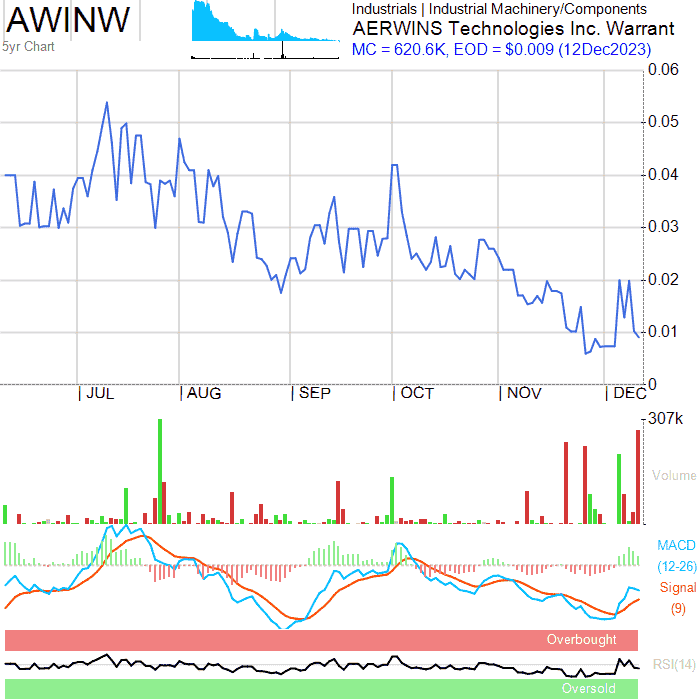 AWINW
5yr Chart
Industrials | Industrial Machinery/Components
AERWINS Technologies Inc. Warrant
MC = 620.6K, EOD = $0.009 (12Dec2023)
0.06
0.05
0.04
0.03
0.02
0.01
0
JUL AUG SEP OCT NOV DEC
307k
Volume
MACD
(12-26)
Signal
(9)
Overbought
RSI(14)
Oversold